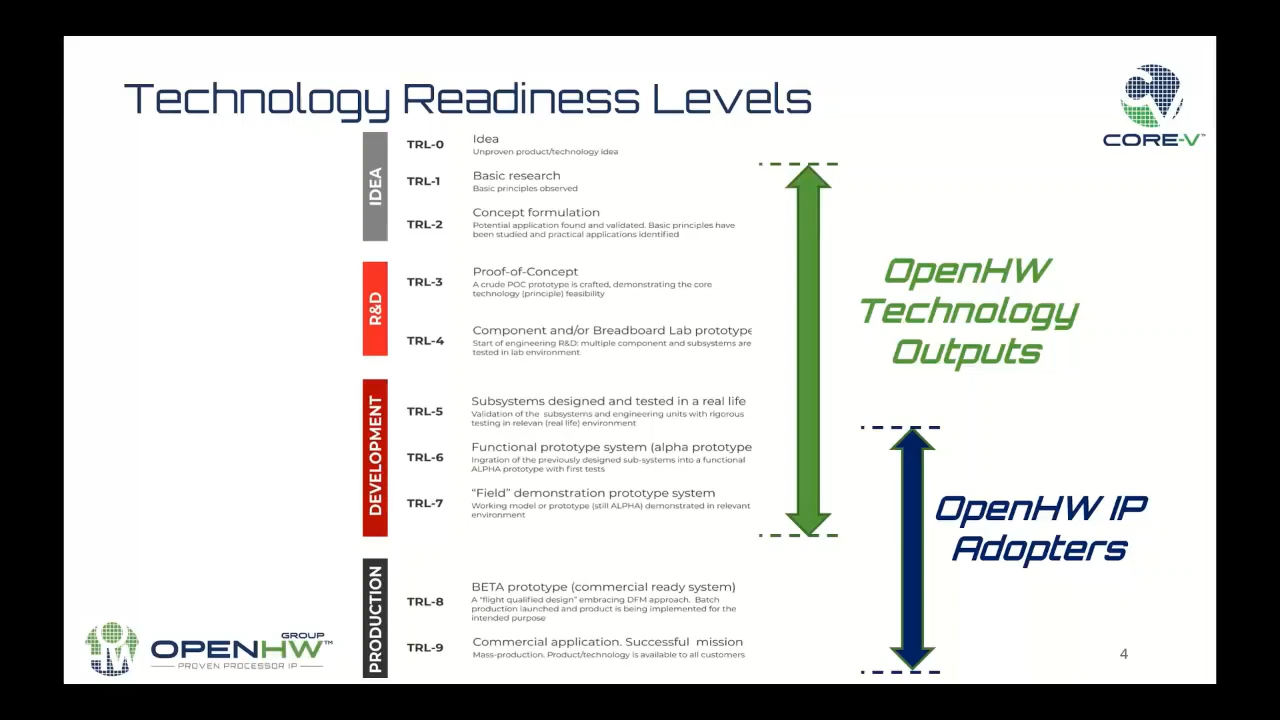 Technology Readiness Levels
CORE-V™
IDEA
TRL-0
Idea
Unproven product/technology idea
TRL-1
Basic research
Basic principles observed
TRL-2
Concept formulation
Potential application found and validated. Basic principles have
been studied and practical applications identified
R&D
TRL-3
Proof-of-Concept
A crude POC prototype is crafted, demonstrating the core
technology (principle) feasibility
TRL-4
Component and/or Breadboard Lab prototype
Start of engineering R&D: multiple component and subsystems are
tested in lab environment.
DEVELOPMENT
TRL-5
Subsystems designed and tested in a real life
Validation of the subsystems and engineering units with rigorous
testing in relevan (real life) environment
TRL-6
Functional prototype system (alpha prototype
Ingration of the previously designed sub-systems into a functional
ALPHA prototype with first tests
TRL-7
“Field” demonstration prototype system
Working model or prototype (still ALPHA) demonstrated in relevant
environment
PRODUCTION
TRL-8
BETA prototype (commercial ready system)
A “flight qualified design” embracing DFM approach. Batch
production launched and product is being implemented for the
intended purpose
TRL-9
Commercial application. Successful mission
Mass-production. Product/technology is available to all customers
OpenHW
Technology
Outputs
OpenHW IP
Adopters
OPENHW™
GROUP
PROVEN PROCESSOR IP
4